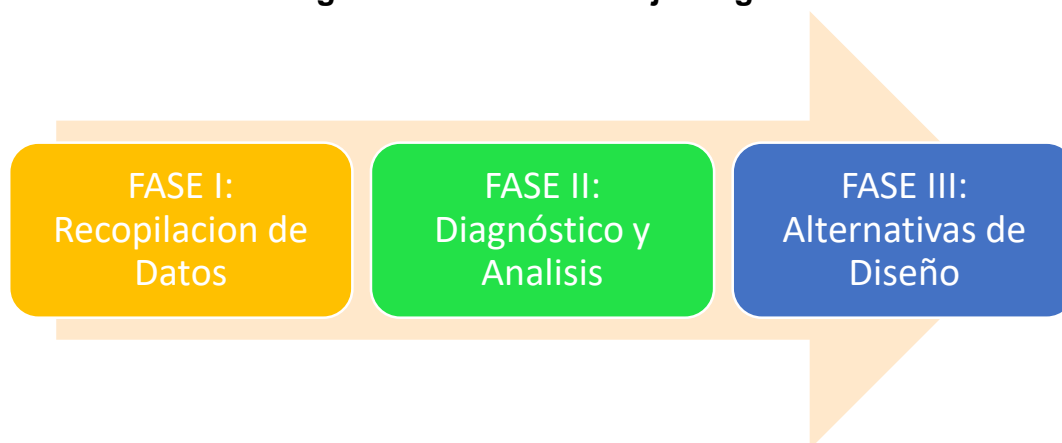 FASE I:
Recopilacion de
Datos
FASE II:
Diagnóstico y
Analisis
FASE III:
Alternativas de
Diseño